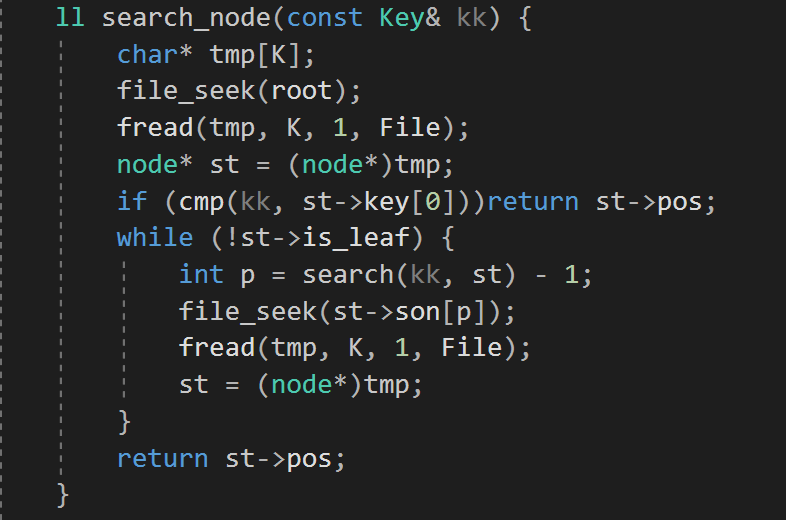 ll search_node(const Key& kk) {
char* tmp[K];
file_seek(root);
fread(tmp, K, 1, File);
node* st = (node*)tmp;
if (cmp(kk, st->key[0]))return st->pos;
while (!st->is_leaf) {
int p = search(kk, st) - 1;
file_seek(st->son[p]);
fread(tmp, K, 1, File);
st = (node*)tmp;
}
return st->pos;
}